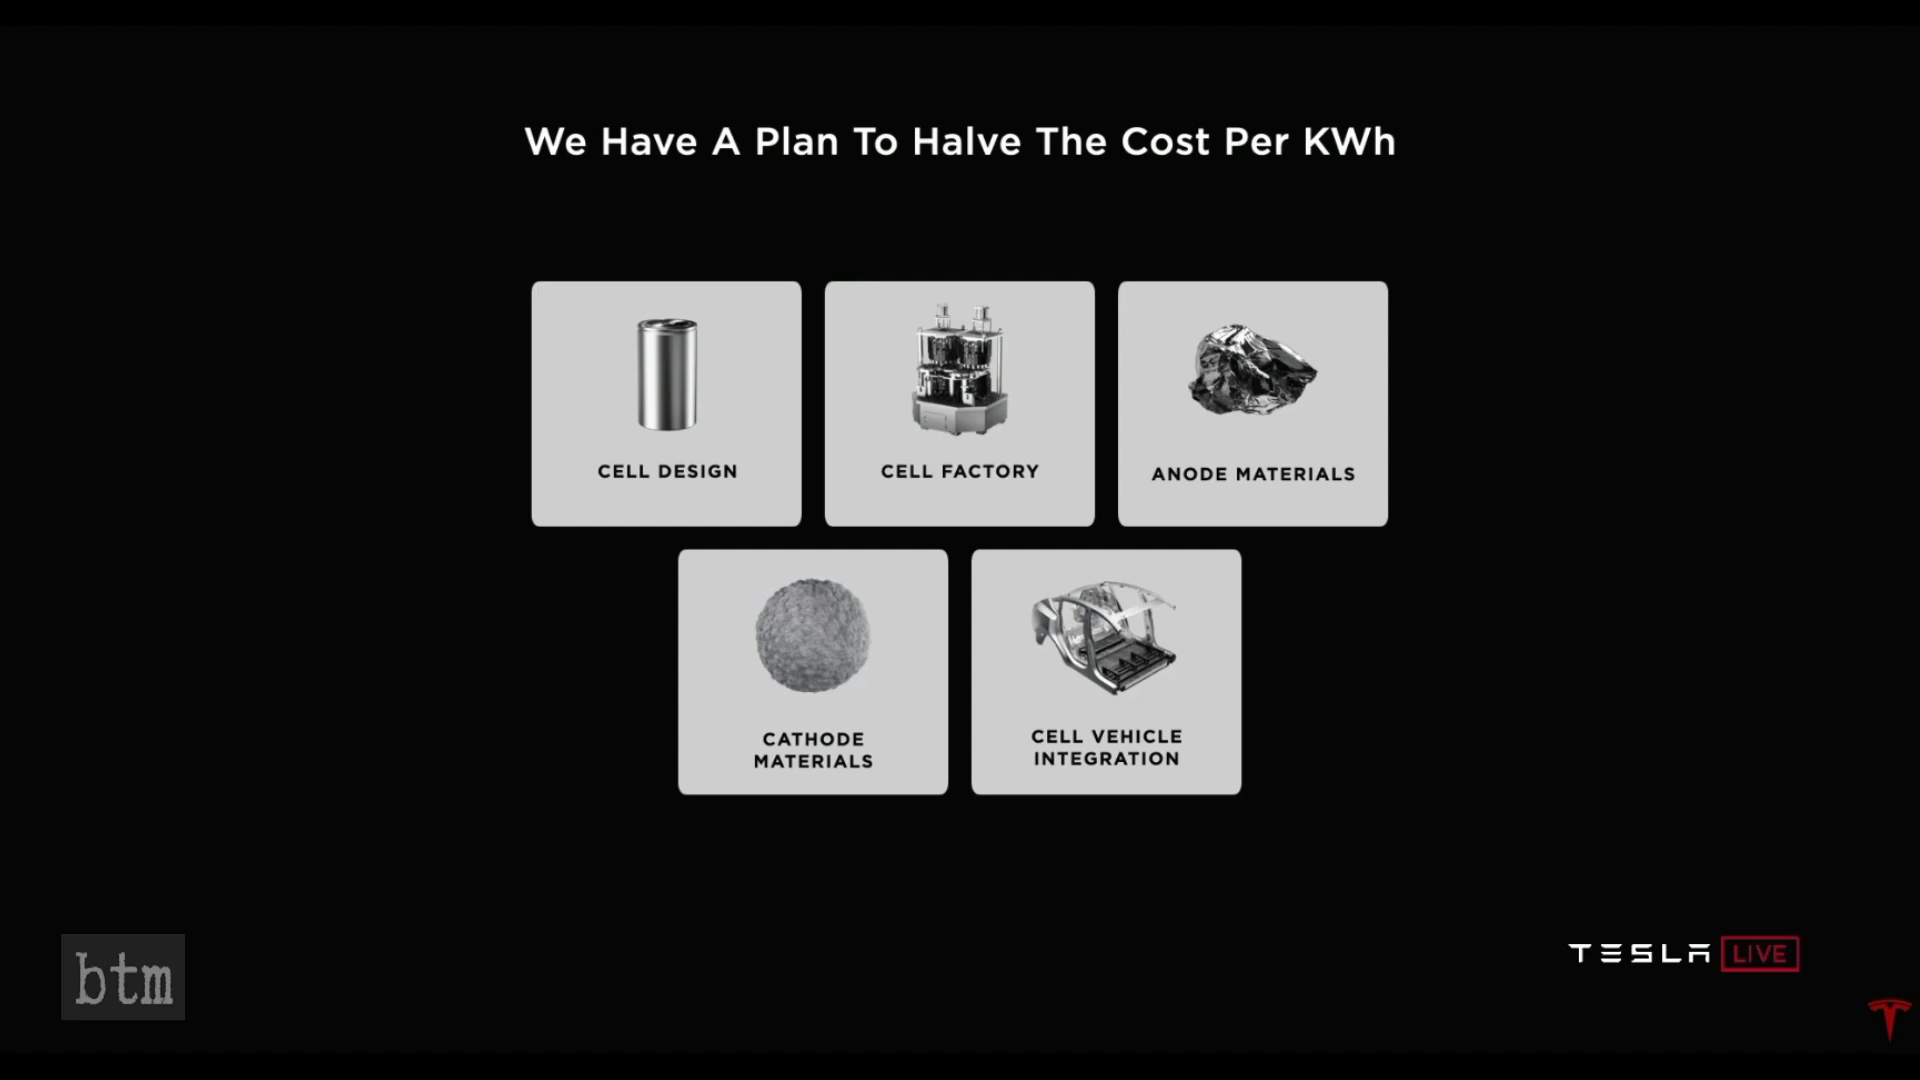 We Have A Plan To Halve The Cost Per KWh
CELL DESIGN
CELL FACTORY
ANODE MATERIALS
CATHODE
MATERIALS
CELL VEHICLE
INTEGRATION
btm
TESLA LIVE